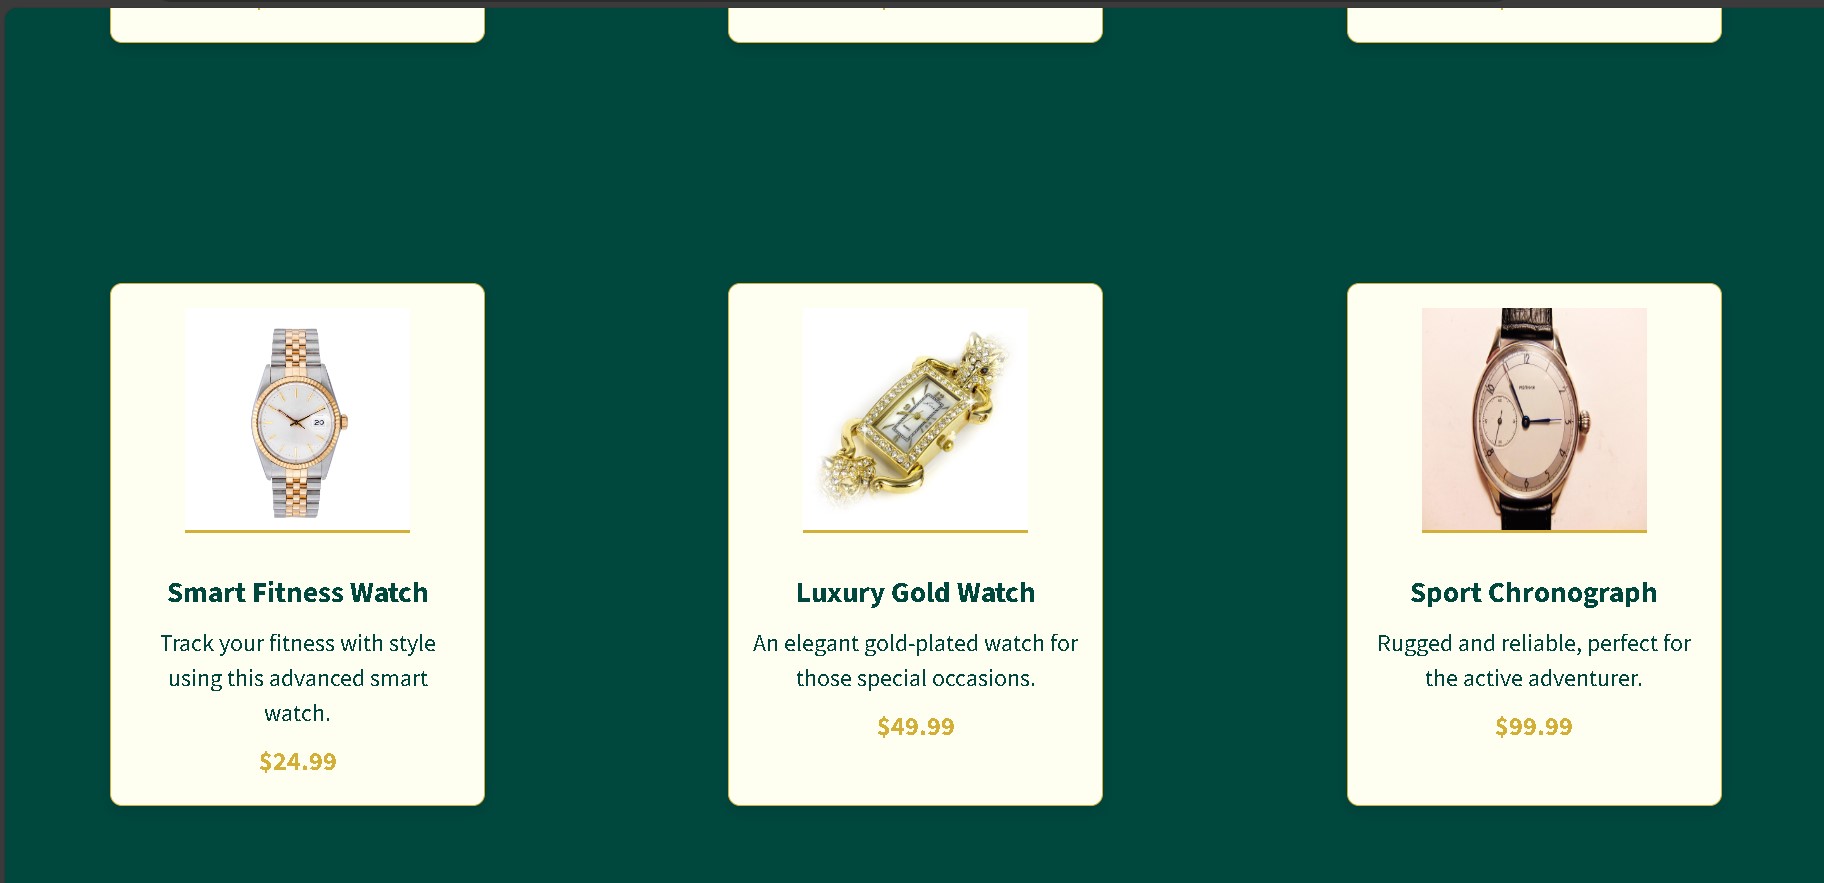 20
12
Smart Fitness Watch
Luxury Gold Watch
Sport Chronograph
Track your fitness with style
using this advanced smart
watch.
An elegant gold-plated watch for
those special occasions.
Rugged and reliable, perfect for
the active adventurer.
$24.99
$49.99
$99.99